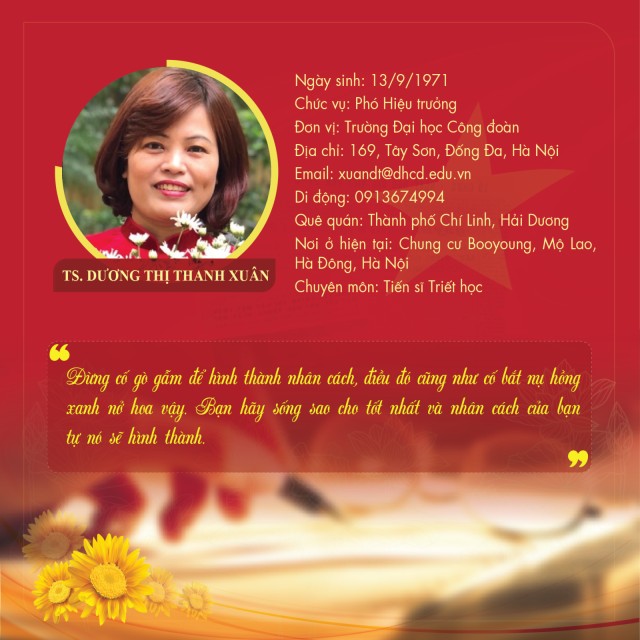 Ngày sinh: 13/9/1971
Chức vụ: Phó Hiệu trưởng
Đơn vị: Trường Đại học Công đoàn
Địa chỉ: 169, Tây Sơn, Đống Đa, Hà Nội
Email: xuandt@dhcd.edu.vn
Di động: 0913674994
Quê quán: Thành phố Chí Linh, Hải Dương
Nơi ở hiện tại: Chung cư Booyoung, Mộ Lao,
Hà Đông, Hà Nội
Chuyên môn: Tiến sĩ Triết học
TS. DƯƠNG THỊ THANH XUÂN
❝
Đừng cố gò gẫm để hình thành nhân cách, điều đó cũng như cố bắt nụ hồng
xanh nở hoa vậy. Bạn hãy sống sao cho tốt nhất và nhân cách của bạn
tự nó sẽ hình thành.
❞